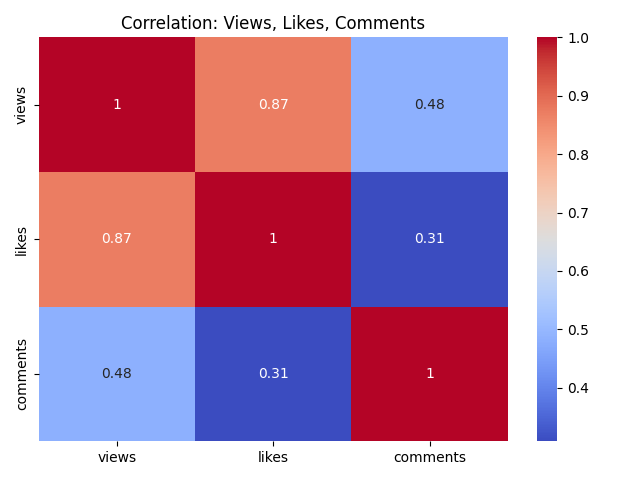 Correlation: Views, Likes, Comments
views
1
0.87
0.48
likes
0.87
1
0.31
comments
0.48
0.31
1
views
likes
comments
1.0
0.9
0.8
0.7
0.6
0.5
0.4